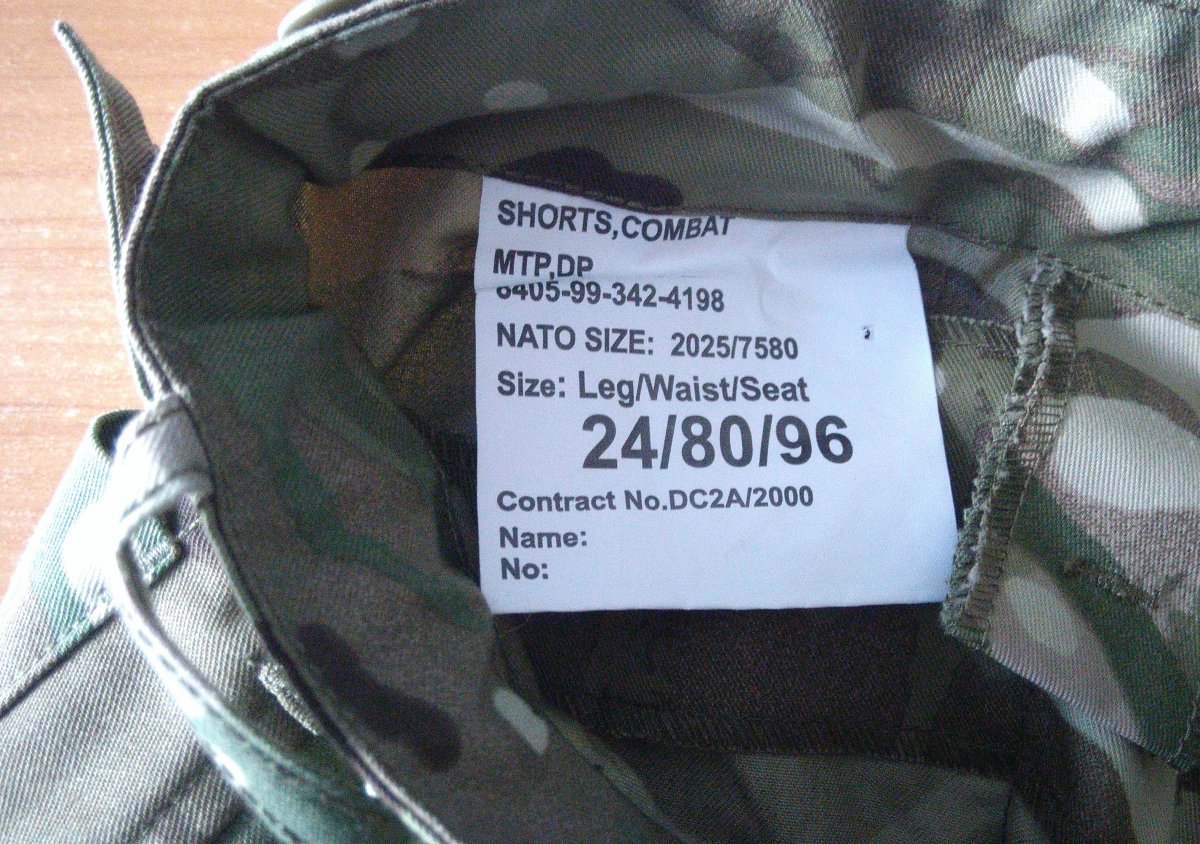 SHORTS,COMBAT
MTP,DP
8405-99-342-4198
NATO SIZE: 2025/7580
Size: Leg/Waist/Seat
24/80/96
Contract No.DC2A/2000
Name:
No: